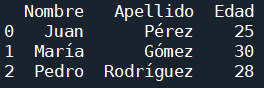 Nombre Apellido Edad
0 Juan Pérez 25
1 María Gómez 30
2 Pedro Rodríguez 28